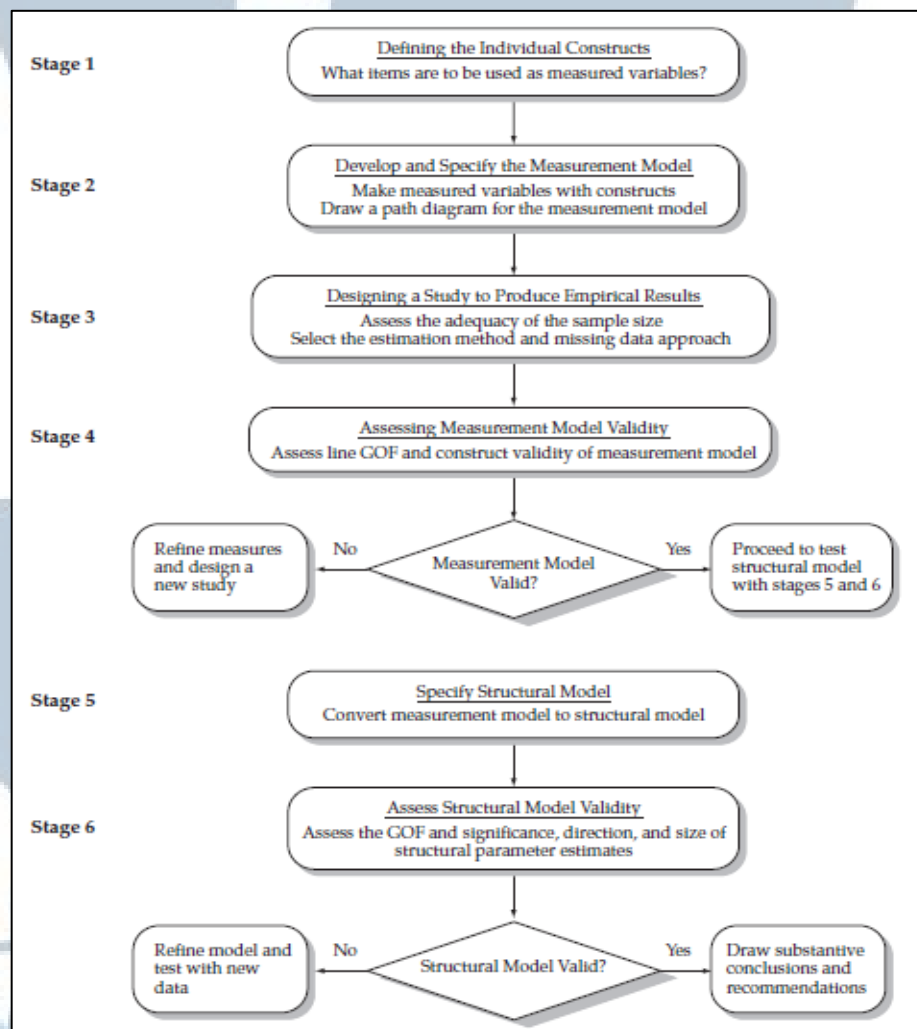 Stage 1
Defining the Individual Constructs
What items are to be used as measured variables?
Stage 2
Develop and Specify the Measurement Model
Make measured variables with constructs
Draw a path diagram for the measurement model
Stage 3
Designing a Study to Produce Empirical Results
Assess the adequacy of the sample size
Select the estimation method and missing data approach
Stage 4
Assessing Measurement Model Validity
Assess line GOF and construct validity of measurement model
Refine measures
and design a
new study
No
Measurement Model
Valid?
Yes
Proceed to test
structural model
with stages 5 and 6
Stage 5
Specify Structural Model
Convert measurement model to structural model
Stage 6
Assess Structural Model Validity
Assess the GOF and significance, direction, and size of
structural parameter estimates
Refine model and
test with new
data
No
Structural Model Valid?
Yes
Draw substantive
conclusions and
recommendations